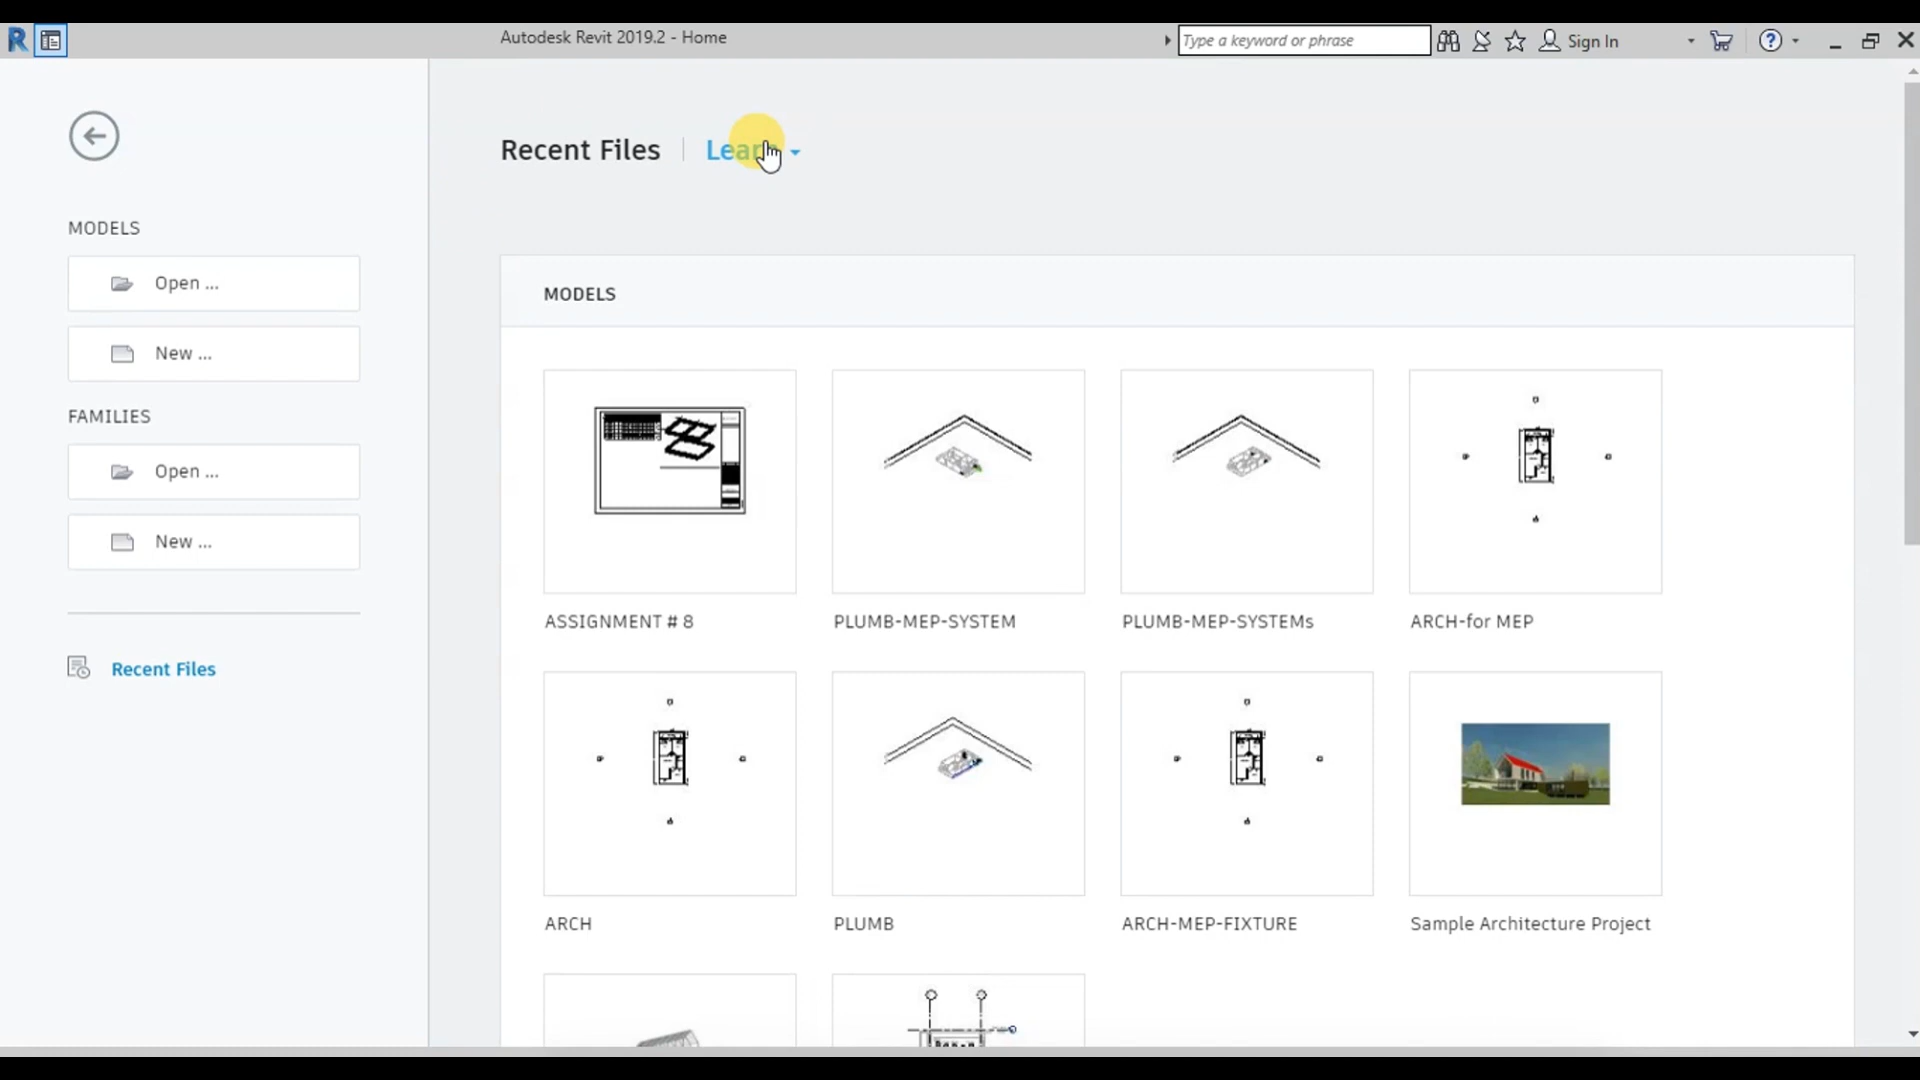 Autodesk Revit 2019.2 - Home
Type a keyword or phrase
Sign In
Recent Files
Learn
MODELS
Open ...
New ...
FAMILIES
Open ...
New ...
Recent Files
MODELS
ASSIGNMENT # 8
PLUMB-MEP-SYSTEM
PLUMB-MEP-SYSTEMs
ARCH-for MEP
ARCH
PLUMB
ARCH-MEP-FIXTURE
Sample Architecture Project